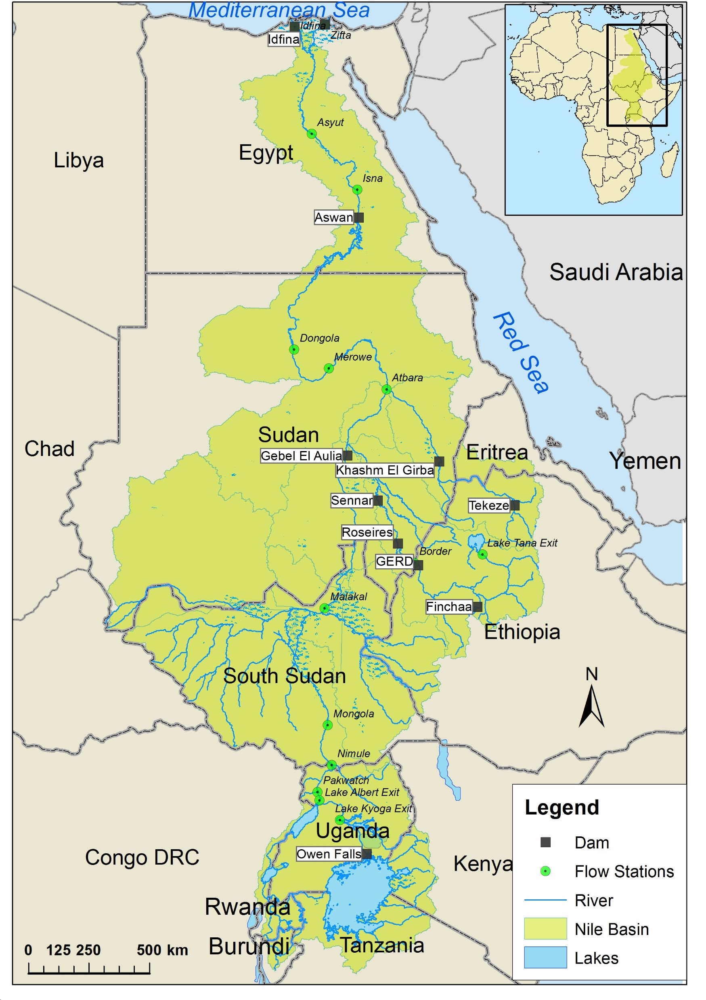 Mediterranean Sea
Idfina
Idfina
Zifta
Asyut
Egypt
Libya
Isna
Aswan
Saudi Arabia
Red Sea
Dongola
Merowe
Atbara
Sudan
Chad
Eritrea
Yemen
Gebel El Aulia
Khashm El Girba
Sennar
Tekeze
Roseires
Lake Tana Exit
Border
GERD
Malakal
Finchaa
Ethiopia
South Sudan
N
Mongola
Nimule
Pakwatch
Lake Albert Exit
Lake Kyoga Exit
Uganda
Owen Falls
Congo DRC
Kenya
Rwanda
Burundi
Tanzania
0 125 250 500 km
Legend
Dam
Flow Stations
River
Nile Basin
Lakes